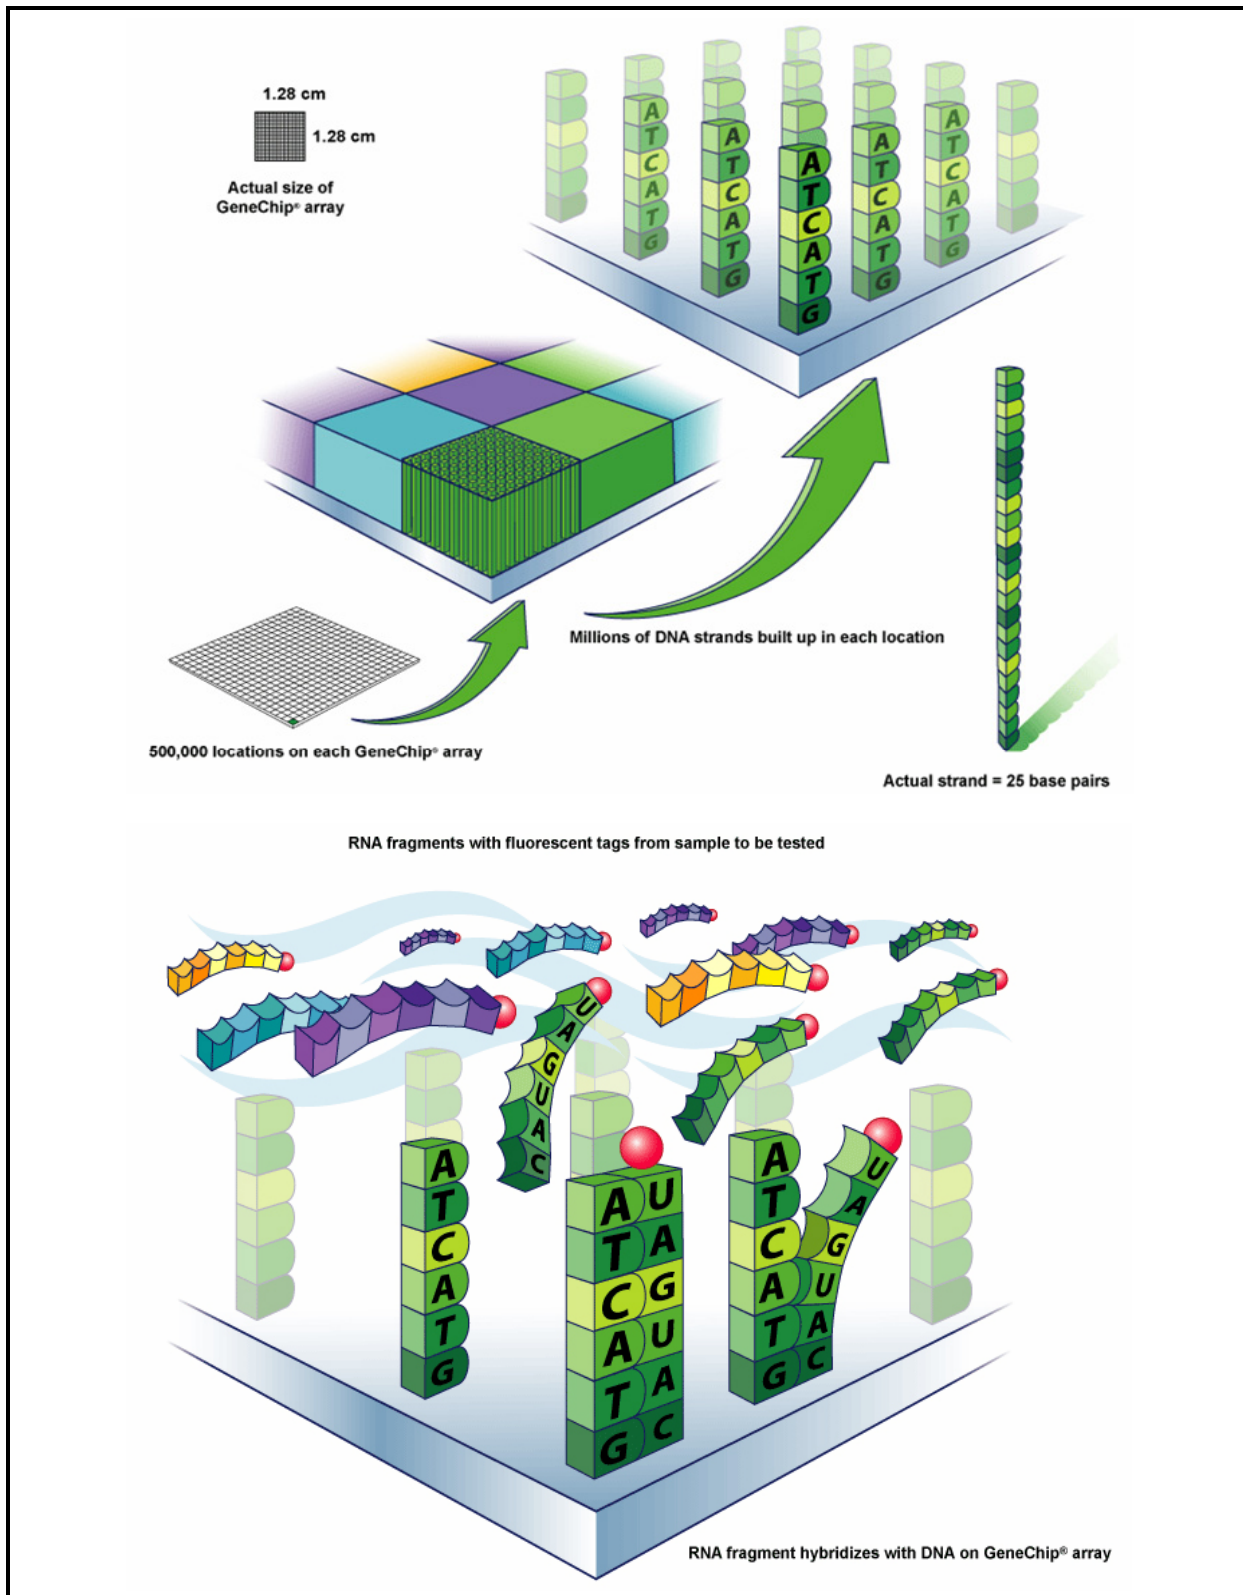 1.28 cm
1.28 cm
Actual size of
GeneChip® array
A T C A T G
A T C A T G
A T C A T G
A T C A T G
A T C A T G
Millions of DNA strands built up in each location
500,000 locations on each GeneChip® array
Actual strand = 25 base pairs
RNA fragments with fluorescent tags from sample to be tested
U A G U A C
A T C A T G
A T C A T G
U A G U A C
A T C A T G
U A G U A C
RNA fragment hybridizes with DNA on GeneChip® array